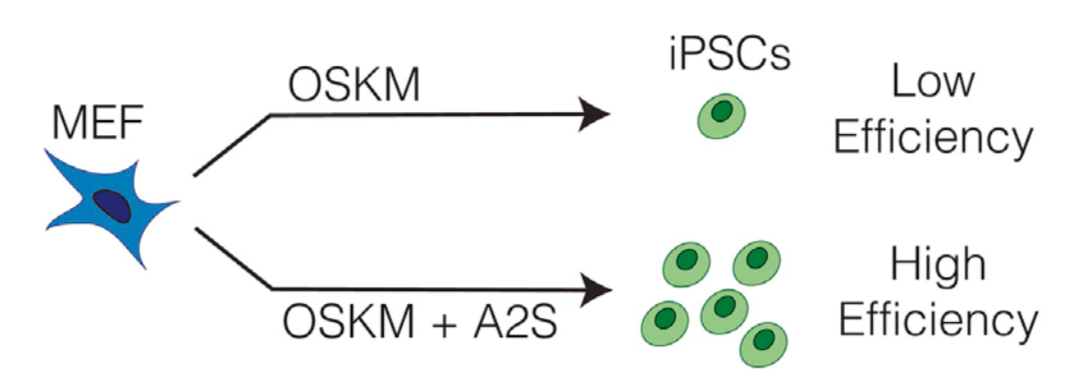 MEF
OSKM
iPSCs
Low
Efficiency
OSKM + A2S
High
Efficiency